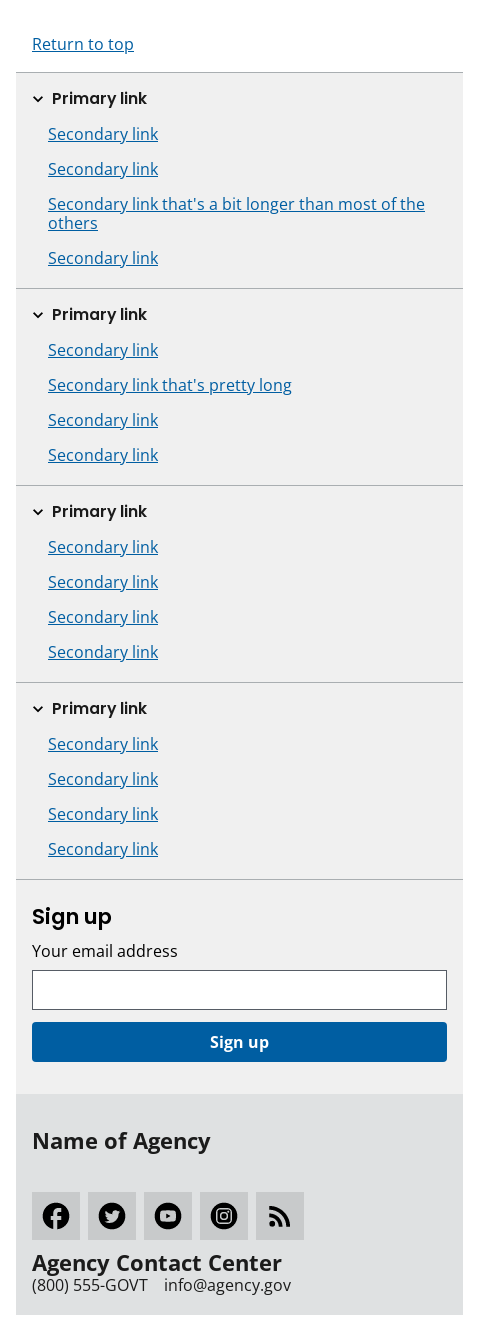 Return to top
Primary link
Secondary link
Secondary link
Secondary link that's a bit longer than most of the
others
Secondary link
Primary link
Secondary link
Secondary link that's pretty long
Secondary link
Secondary link
Primary link
Secondary link
Secondary link
Secondary link
Secondary link
Primary link
Secondary link
Secondary link
Secondary link
Secondary link
Sign up
Your email address
Sign up
Name of Agency
Agency Contact Center
(800) 555-GOVT info@agency.gov